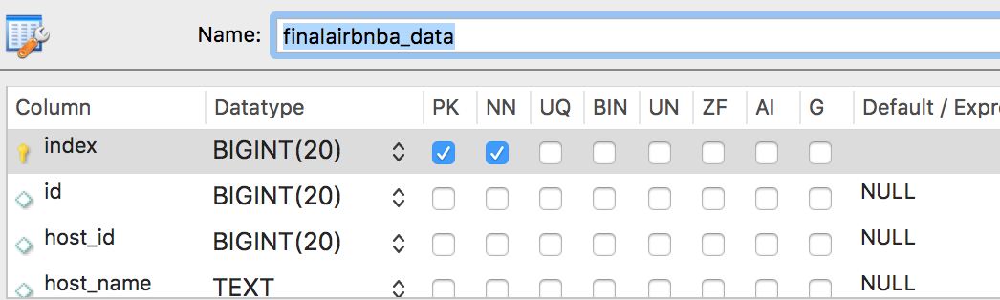 Name: finalairbnba_data
Column Datatype PK NN UQ BIN UN ZF AI G Default / Expr
index BIGINT(20)
id BIGINT(20) NULL
host_id BIGINT(20) NULL
host_name TEXT NULL